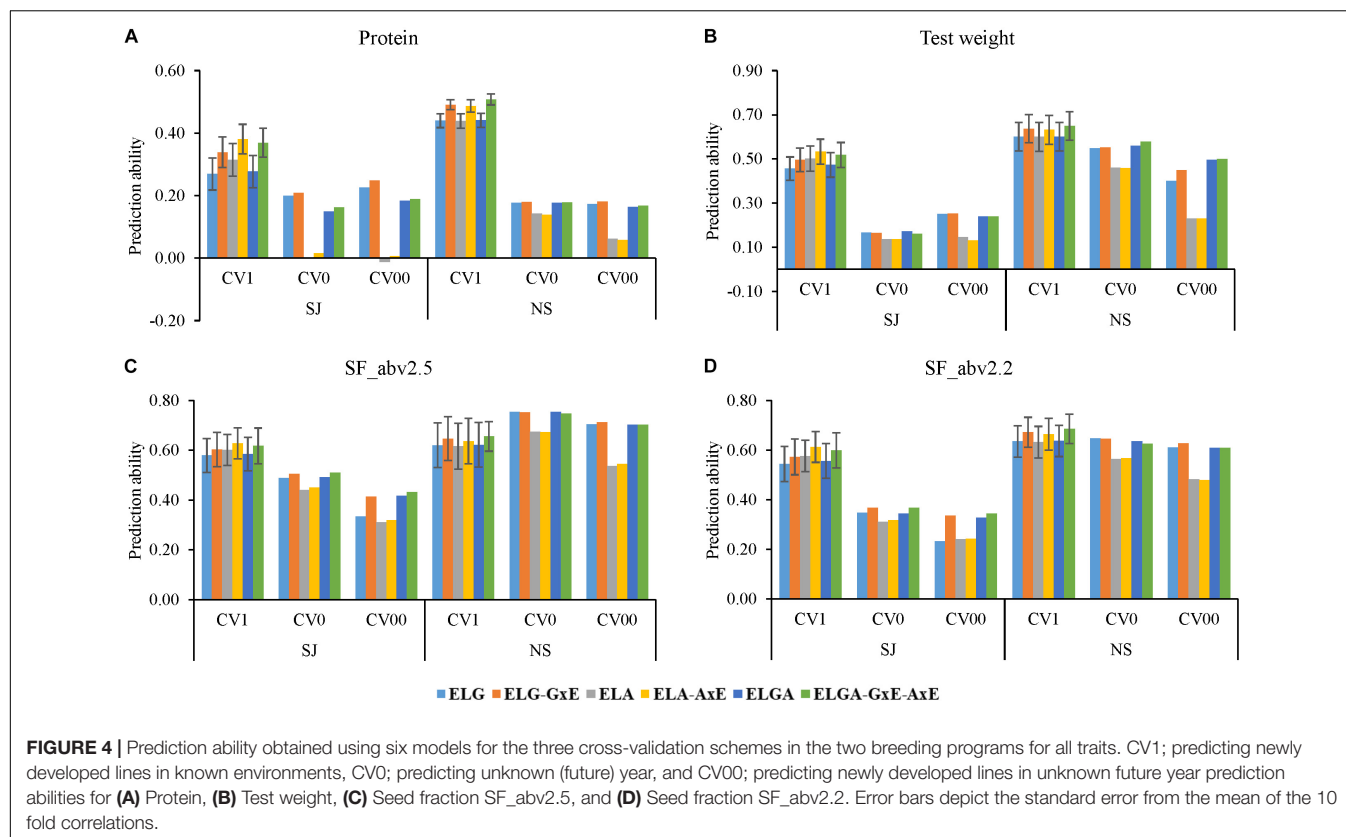 A Protein
Prediction ability
0.60
0.40
0.20
0.00
-0.20
CV1 CV0 CV00 CV1 CV0 CV00
SJ NS
B Test weight
Prediction ability
0.90
0.70
0.50
0.30
0.10
-0.10
CV1 CV0 CV00 CV1 CV0 CV00
SJ NS
C SF_abv2.5
Prediction ability
0.80
0.60
0.40
0.20
0.00
CV1 CV0 CV00 CV1 CV0 CV00
SJ NS
D SF_abv2.2
Prediction ability
0.80
0.60
0.40
0.20
0.00
CV1 CV0 CV00 CV1 CV0 CV00
SJ NS
ELG ELG-GxE ELA ELA-AxE ELGA ELGA-GxE-AxE
FIGURE 4 | Prediction ability obtained using six models for the three cross-validation schemes in the two breeding programs for all traits. CV1; predicting newly
developed lines in known environments, CV0; predicting unknown (future) year, and CV00; predicting newly developed lines in unknown future year prediction
abilities for (A) Protein, (B) Test weight, (C) Seed fraction SF_abv2.5, and (D) Seed fraction SF_abv2.2. Error bars depict the standard error from the mean of the 10
fold correlations.